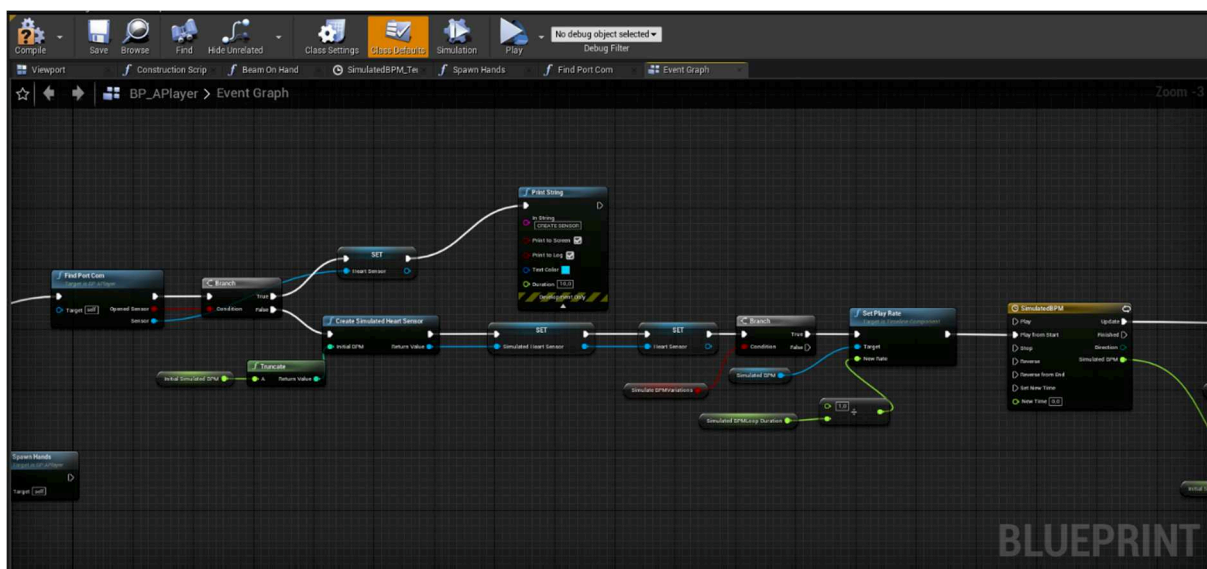 Compile
Save
Browse
Find
Hide Unrelated
Class Settings
Class Defaults
Simulation
Play
No debug object selected
Debug Filter
Viewport
Construction Scrip
Beam On Hand
SimulatedBPM_Te
Spawn Hands
Find Port Com
Event Graph
BP_APlayer > Event Graph
Zoom -3
Print String
In String
CREATE SENSOR
Print to Screen
Print to Log
Text Color
Duration 10,0
Development Only
SET
Heart Sensor
Find Port Com
Target is BP_APlayer
Target self
Opened Sensor
Sensor
Branch
True
Condition
False
Create Simulated Heart Sensor
Initial BPM
Return Value
SET
Simulated Heart Sensor
SET
Heart Sensor
Branch
True
Condition
False
Set Play Rate
Target is Timeline Component
Target
New Rate
SimulatedBPM
Play
Update
Play from Start
Finished
Stop
Direction
Reverse
Simulated BPM
Reverse from End
Set New Time
New Time 0,0
Truncate
Initial Simulated BPM
A
Return Value
Simulated BPM
Simulate BPMVariations
1,0
÷
Simulated BPMLoop Duration
Spawn Hands
Target is BP_APlayer
Target self
Initial S
BLUEPRINT